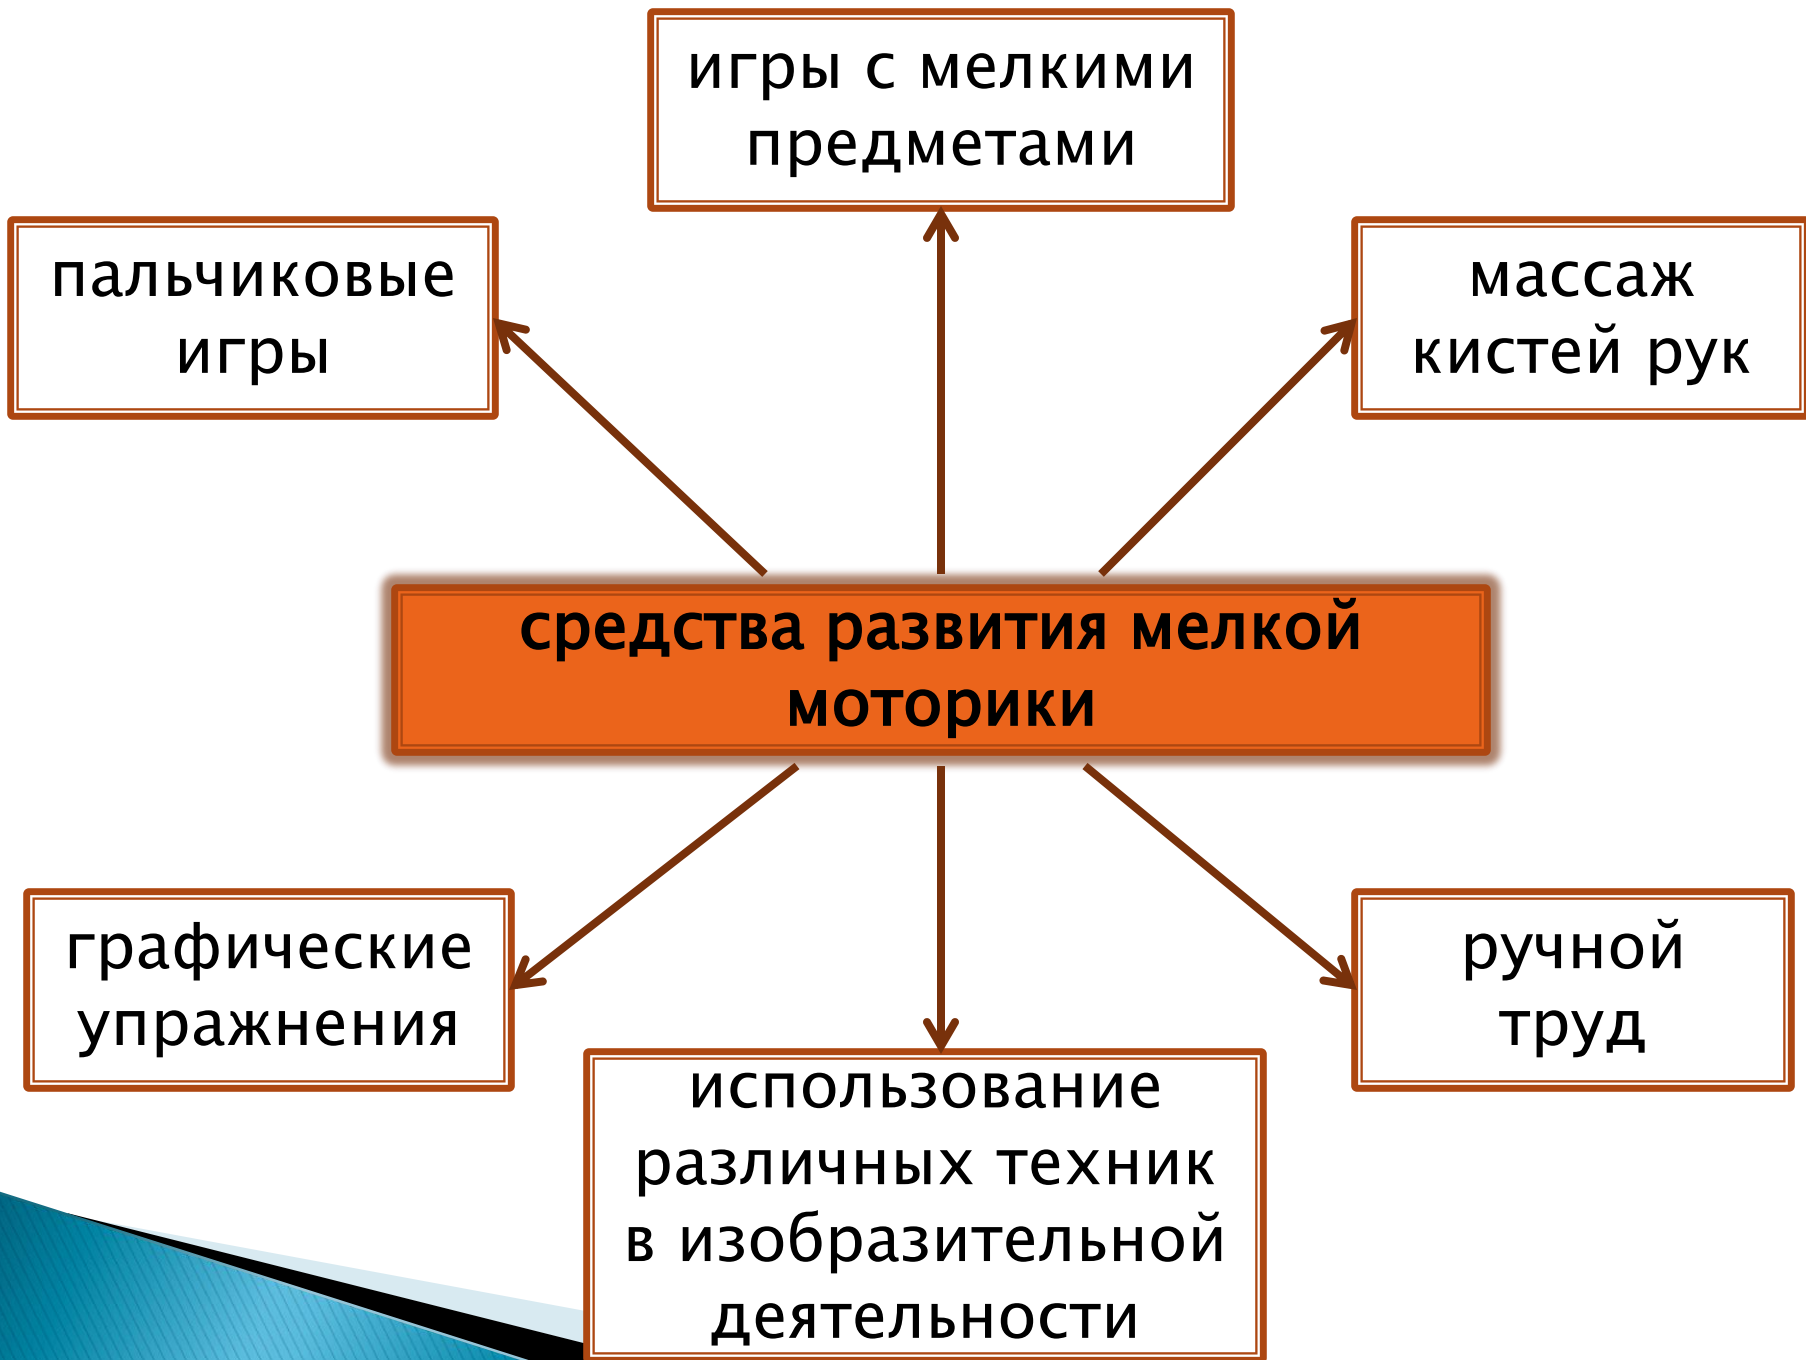 игры с мелкими
предметами
пальчиковые
игры
массаж
кистей рук
средства развития мелкой
моторики
графические
упражнения
ручной
труд
использование
различных техник
в изобразительной
деятельности